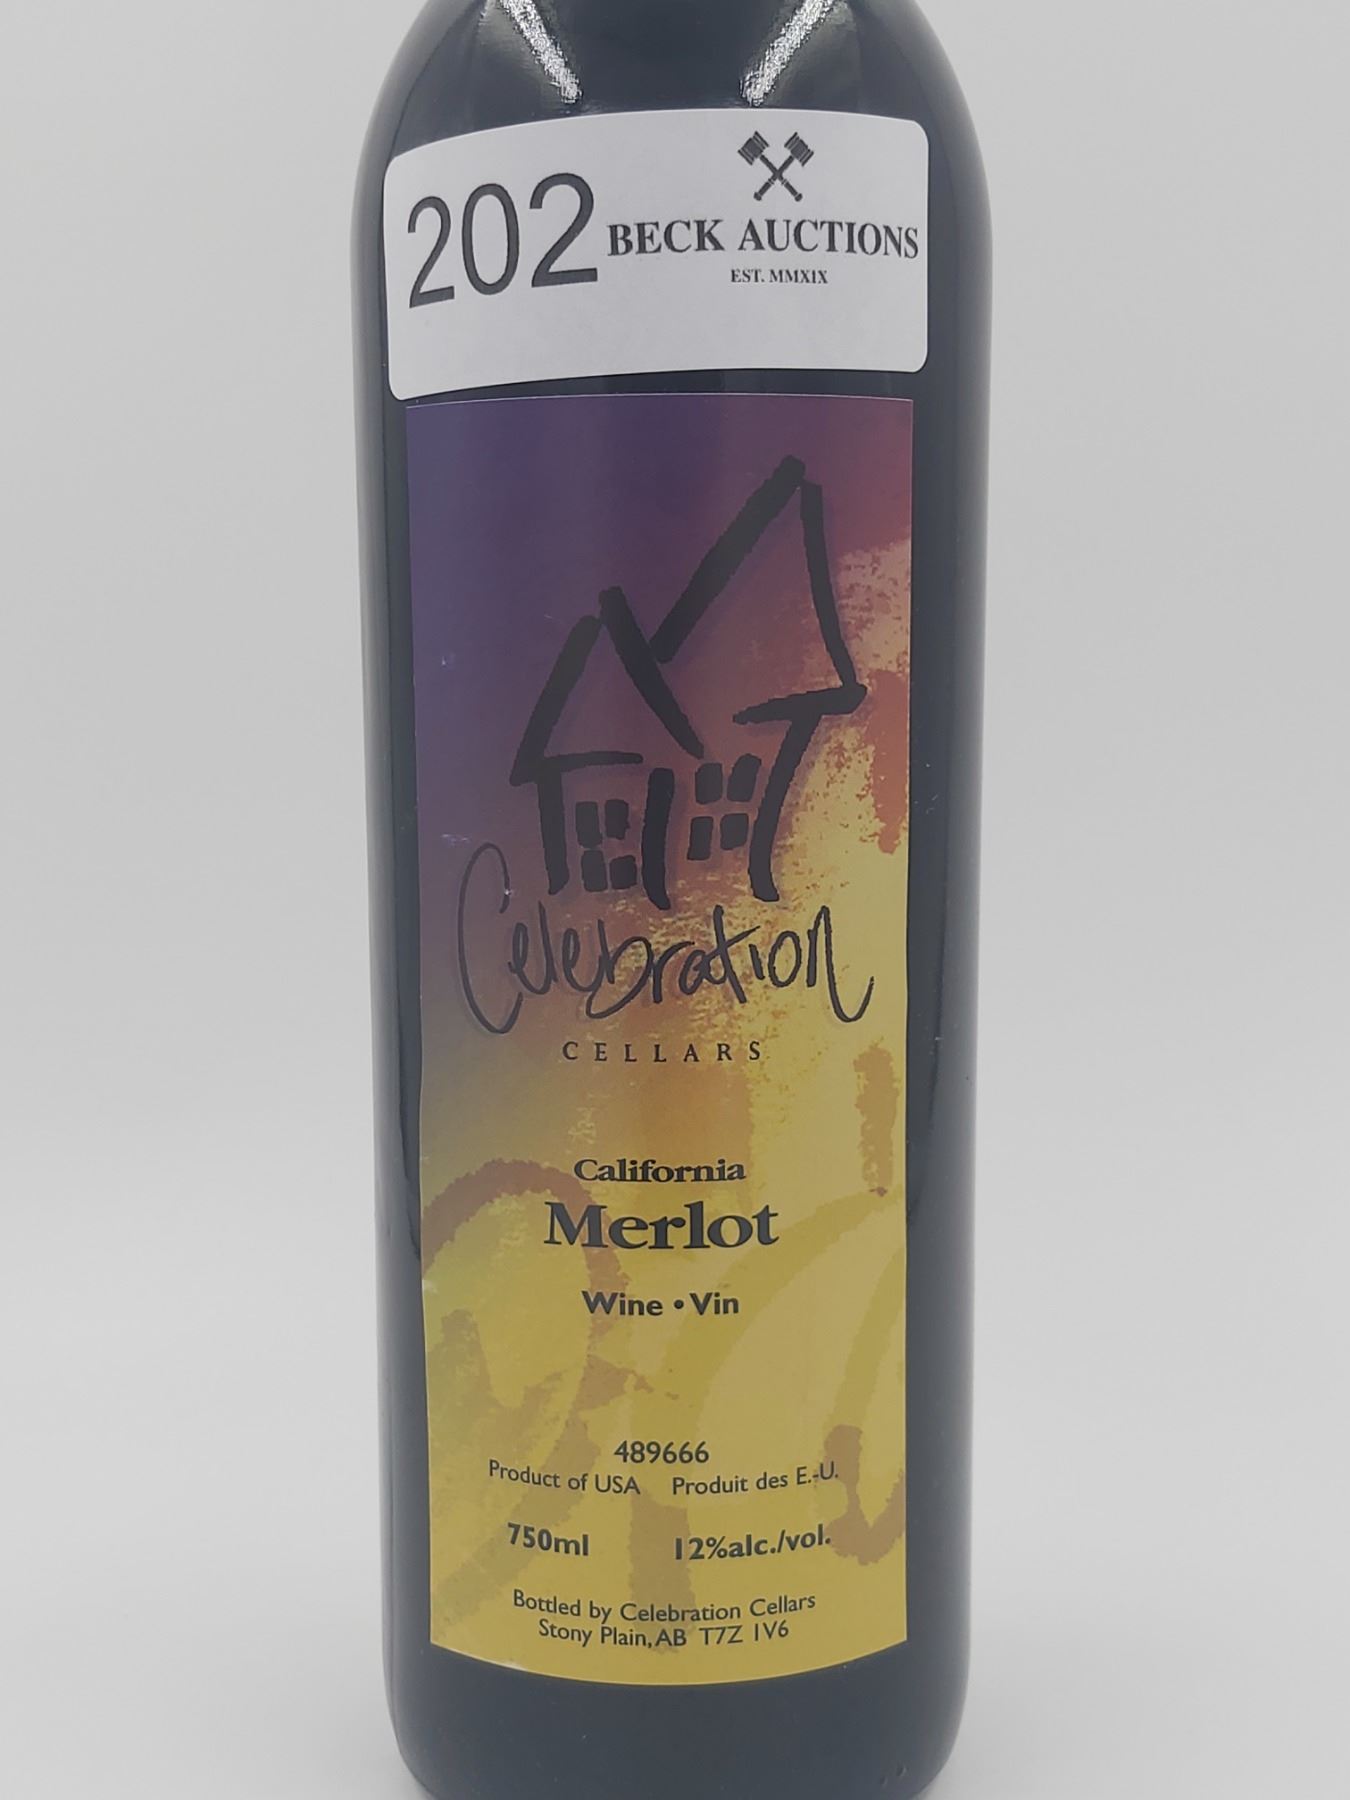 202
BECK AUCTIONS
EST. MMXIX
Celebration
CELLARS
California
Merlot
Wine • Vin
489666
Product of USA Produit des E.-U.
750ml 12%alc./vol.
Bottled by Celebration Cellars
Stony Plain, AB T7Z 1V6